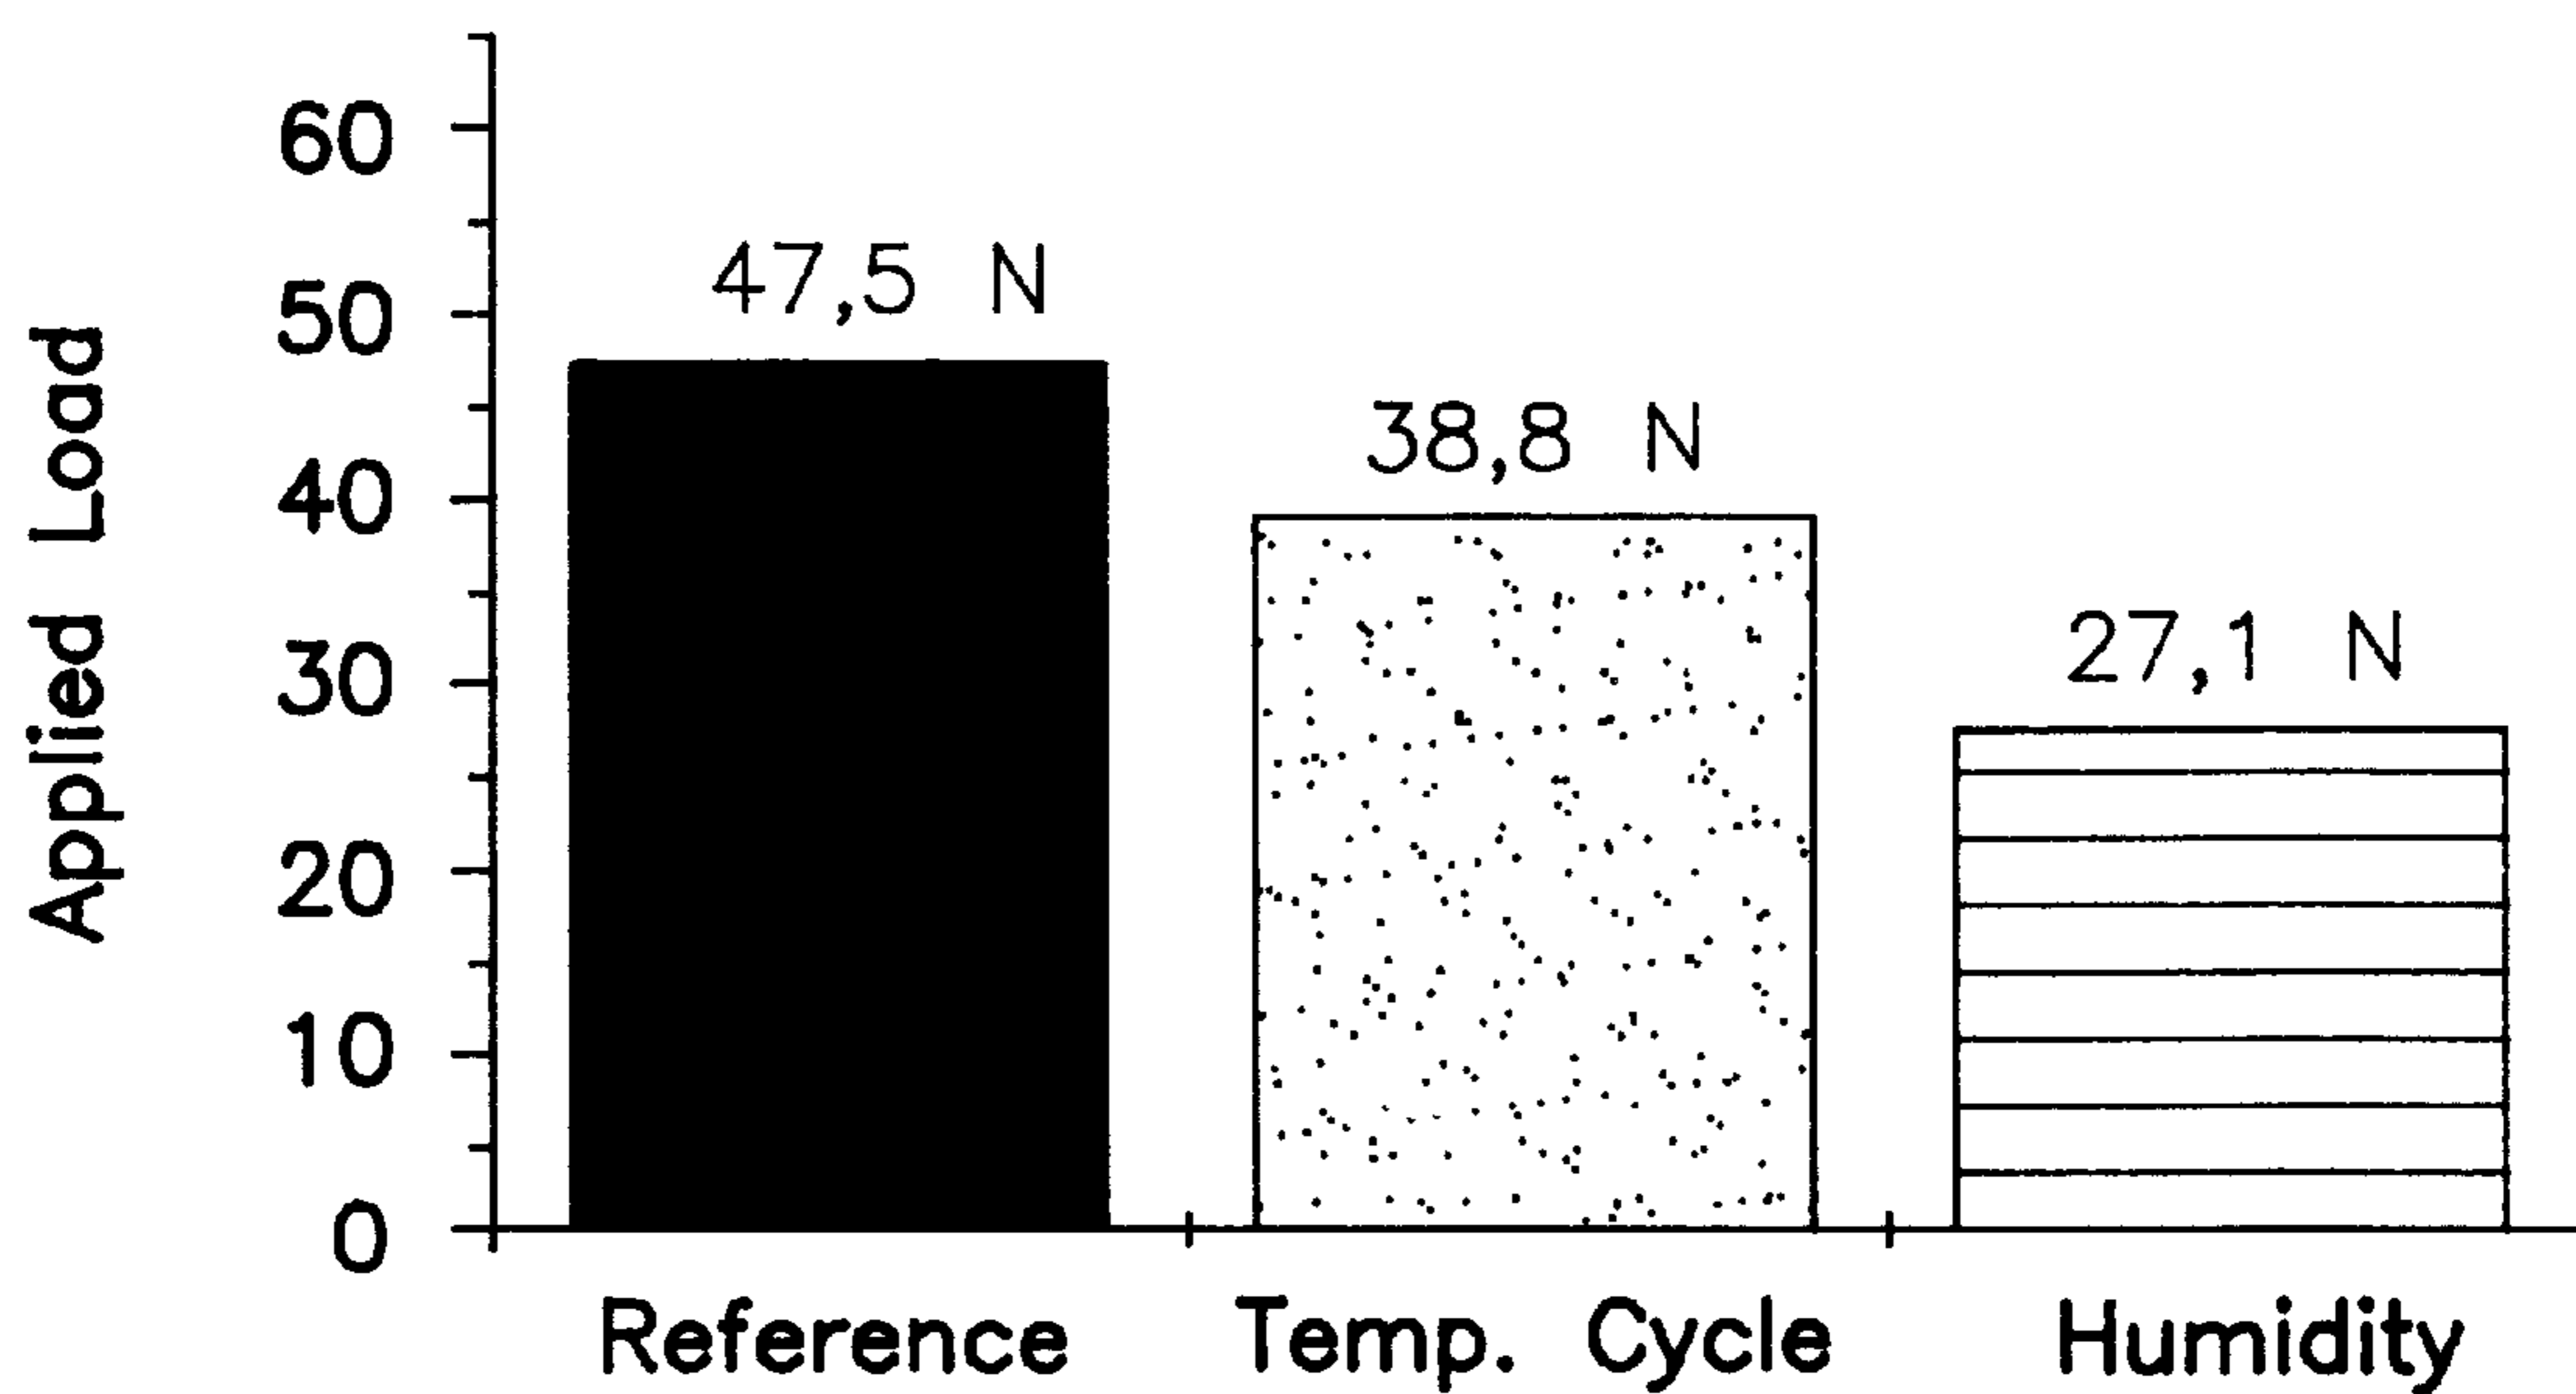 Applied Load
60
50
40
30
20
10
0
47,5 N
38,8 N
27,1 N
Reference
Temp. Cycle
Humidity